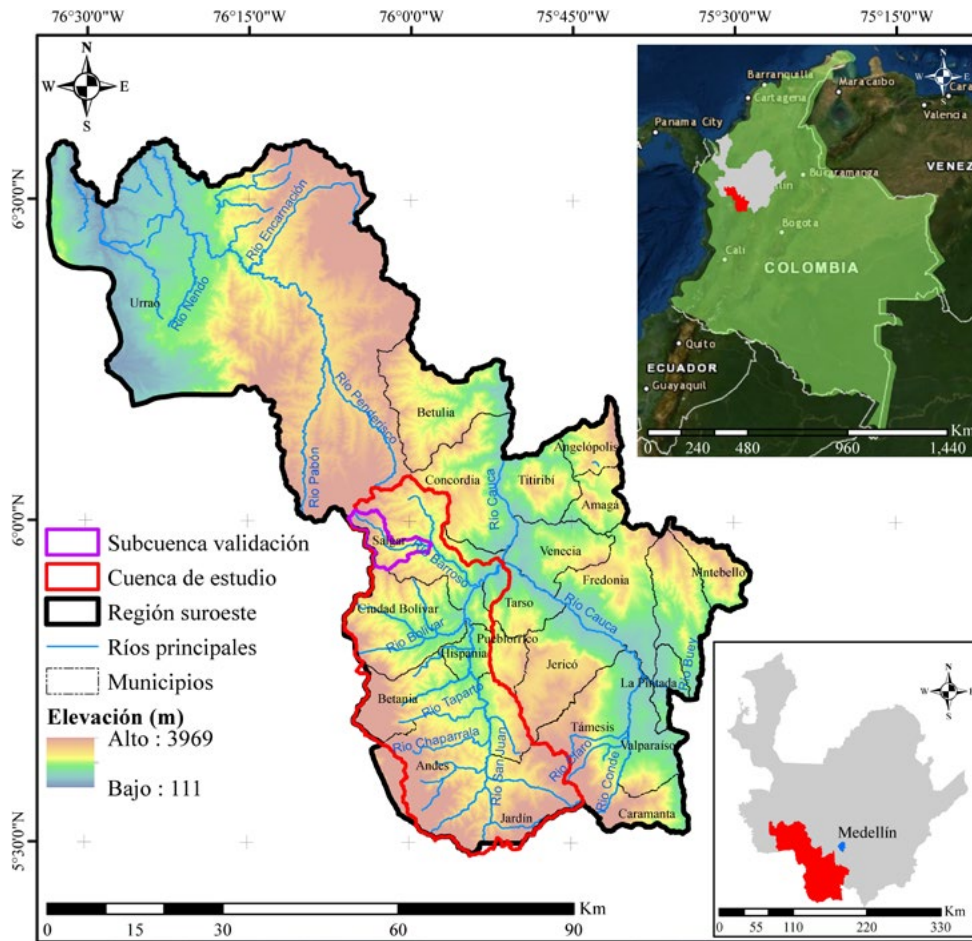 76°30'0"W 76°15'0"W 76°0'0"W 75°45'0"W 75°30'0"W 75°15'0"W
6°30'0"N
6°0'0"N
5°30'0"N
N
W E
S
Río Encarnación
Río Nendo
Urrao
Río Penderisco
Río Pabón
Betulia
Concordia
Río Cauca
Angelópolis
Titiribí
Amagá
Venecia
Fredonia
Mntebello
Salgar
Río Barroso
Tarso
Río Cauca
Ciudad Bolívar
Río Bolívar
Pueblorrico
Hispania
Jericó
Río Buey
La Pintada
Betania
Río Taparto
Támesis
Río Chaparrala
Río San Juan
Río Claro
Valparaíso
Andes
Río Conde
Jardín
Caramanta
Subcuenca validación
Cuenca de estudio
Región suroeste
Ríos principales
Municipios
Elevación (m)
Alto : 3969
Bajo : 111
Km
0 15 30 60 90
N
W E
S
Barranquilla
Maracaibo
Cartagena
Valencia
Panama City
Bucaramanga
Bogota
Cali
COLOMBIA
Quito
ECUADOR
Guayaquil
Km
0 240 480 960 1,440
N
W E
S
Medellín
Km
0 55 110 220 330